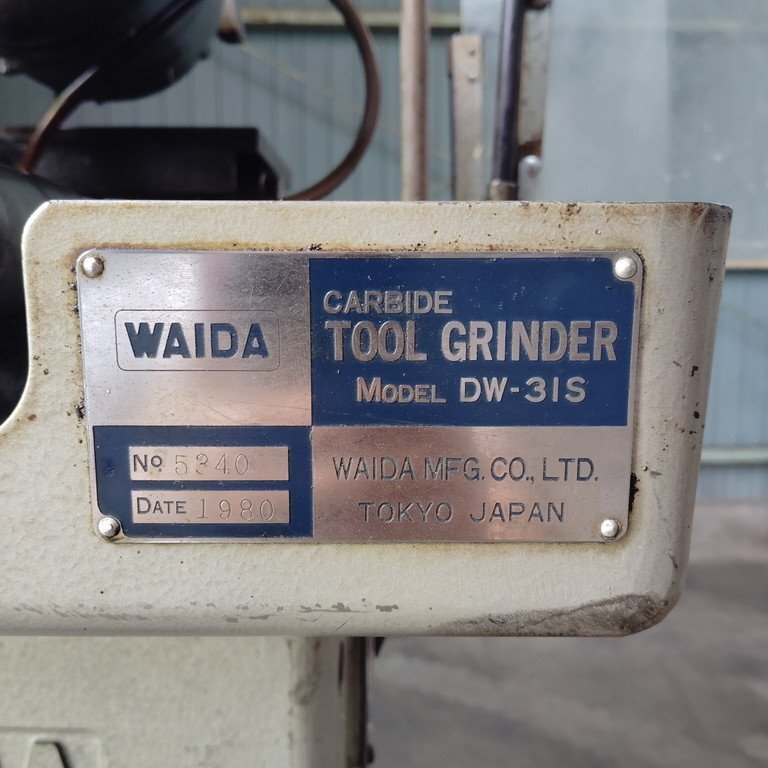 WAIDA
CARBIDE
TOOL GRINDER
MODEL DW-31S
No 5340
DATE 1980
WAIDA MFG. CO., LTD.
TOKYO JAPAN